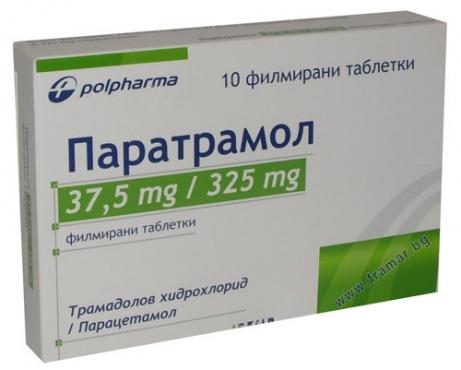 polpharma
10 филмирани таблетки
Паратрамол
37,5 mg / 325 mg
филмирани таблетки
Трамадолов хидрохлорид
/ Парацетамол
www.framar.bg